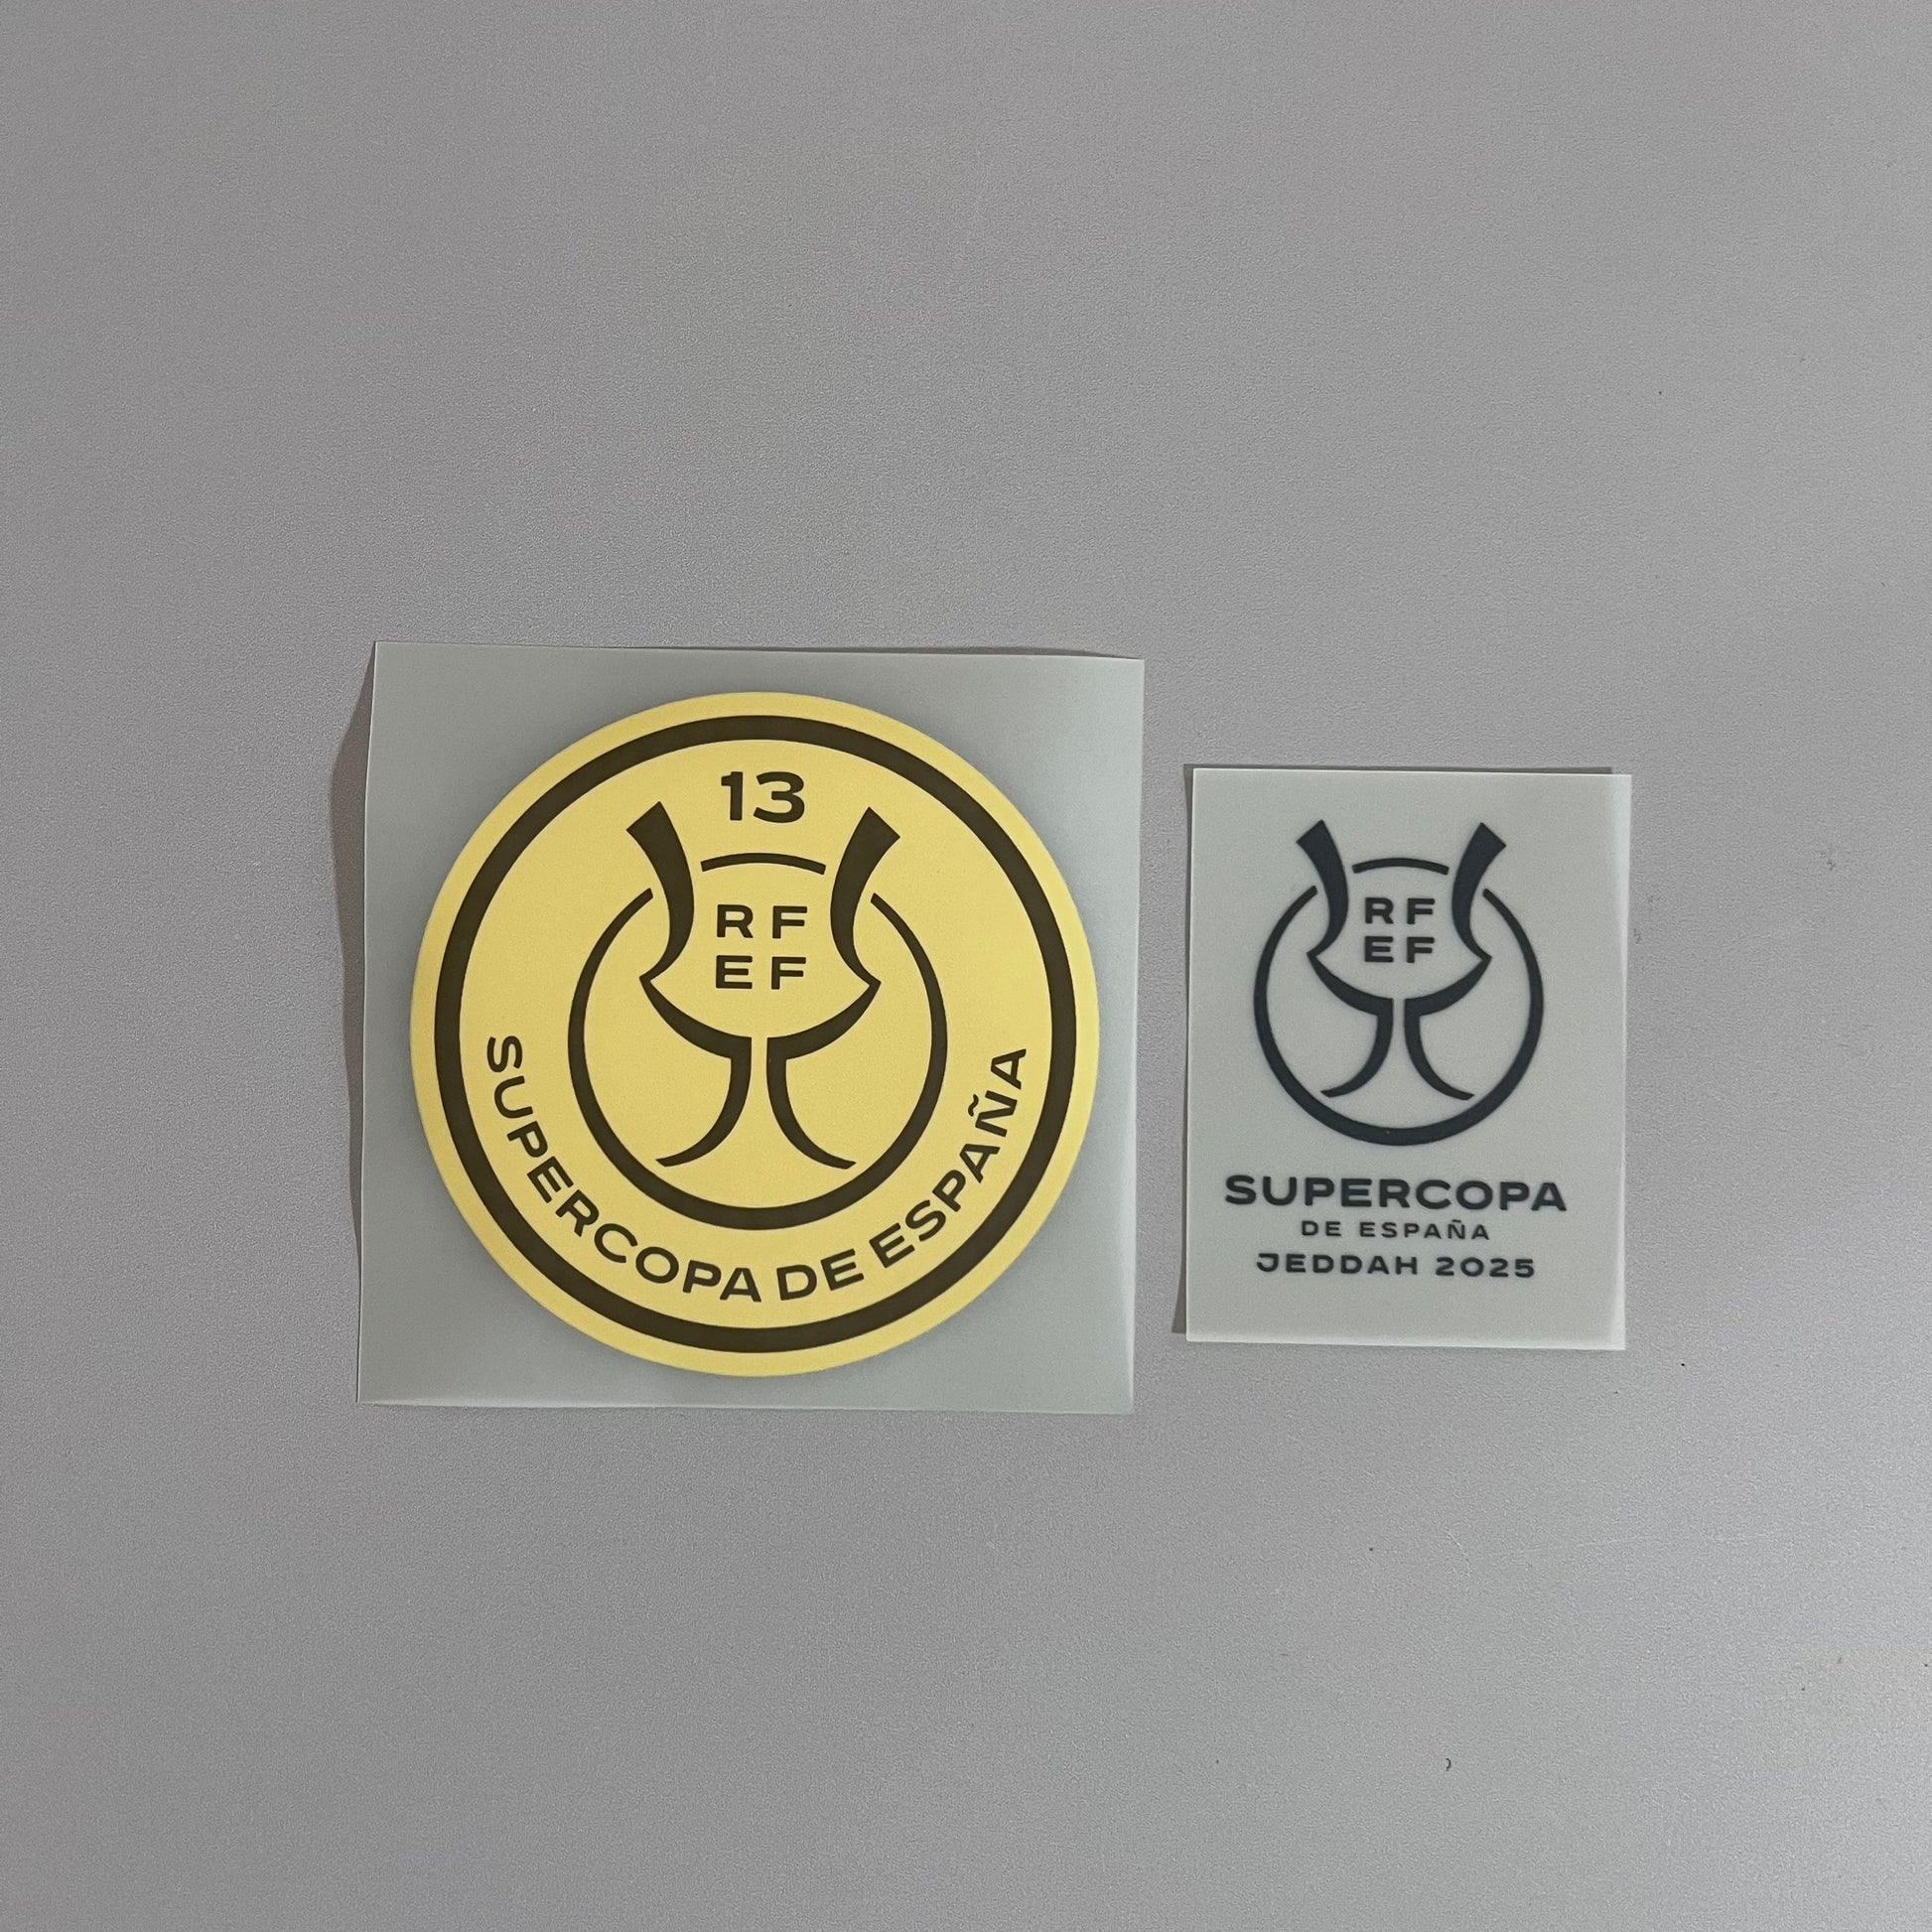 13
RF
EF
SUPERCOPA DE ESPAÑA
RF
EF
SUPERCOPA
DE ESPAÑA
JEDDAH 2025